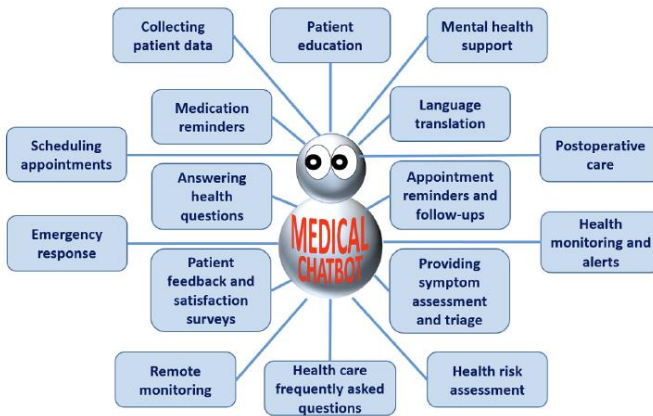 Collecting
patient data
Patient
education
Mental health
support
Medication
reminders
Language
translation
Scheduling
appointments
Postoperative
care
Answering
health
questions
Appointment
reminders and
follow-ups
Emergency
response
MEDICAL
CHATBOT
Health
monitoring and
alerts
Patient
feedback and
satisfaction
surveys
Providing
symptom
assessment
and triage
Remote
monitoring
Health care
frequently asked
questions
Health risk
assessment